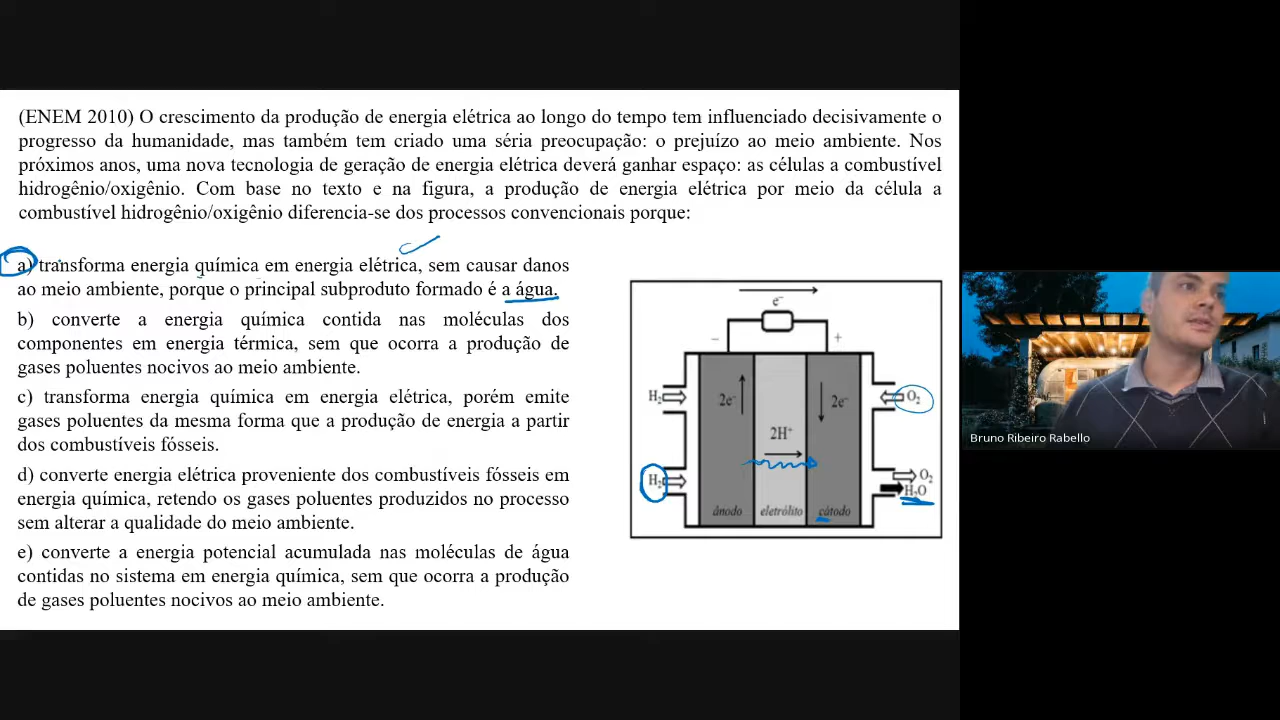 (ENEM 2010) O crescimento da produção de energia elétrica ao longo do tempo tem influenciado decisivamente o
progresso da humanidade, mas também tem criado uma séria preocupação: o prejuízo ao meio ambiente. Nos
próximos anos, uma nova tecnologia de geração de energia elétrica deverá ganhar espaço: as células a combustível
hidrogênio/oxigênio. Com base no texto e na figura, a produção de energia elétrica por meio da célula a
combustível hidrogênio/oxigênio diferencia-se dos processos convencionais porque:
a) transforma energia química em energia elétrica, sem causar danos
ao meio ambiente, porque o principal subproduto formado é a água.
b) converte a energia química contida nas moléculas dos
componentes em energia térmica, sem que ocorra a produção de
gases poluentes nocivos ao meio ambiente.
c) transforma energia química em energia elétrica, porém emite
gases poluentes da mesma forma que a produção de energia a partir
dos combustíveis fósseis.
d) converte energia elétrica proveniente dos combustíveis fósseis em
energia química, retendo os gases poluentes produzidos no processo
sem alterar a qualidade do meio ambiente.
e) converte a energia potencial acumulada nas moléculas de água
contidas no sistema em energia química, sem que ocorra a produção
de gases poluentes nocivos ao meio ambiente.
e⁻
– +
H₂ 2e⁻ 2e⁻ O₂
2H⁺
H₂ O₂
H₂O
ânodo eletrólito cátodo
Bruno Ribeiro Rabello